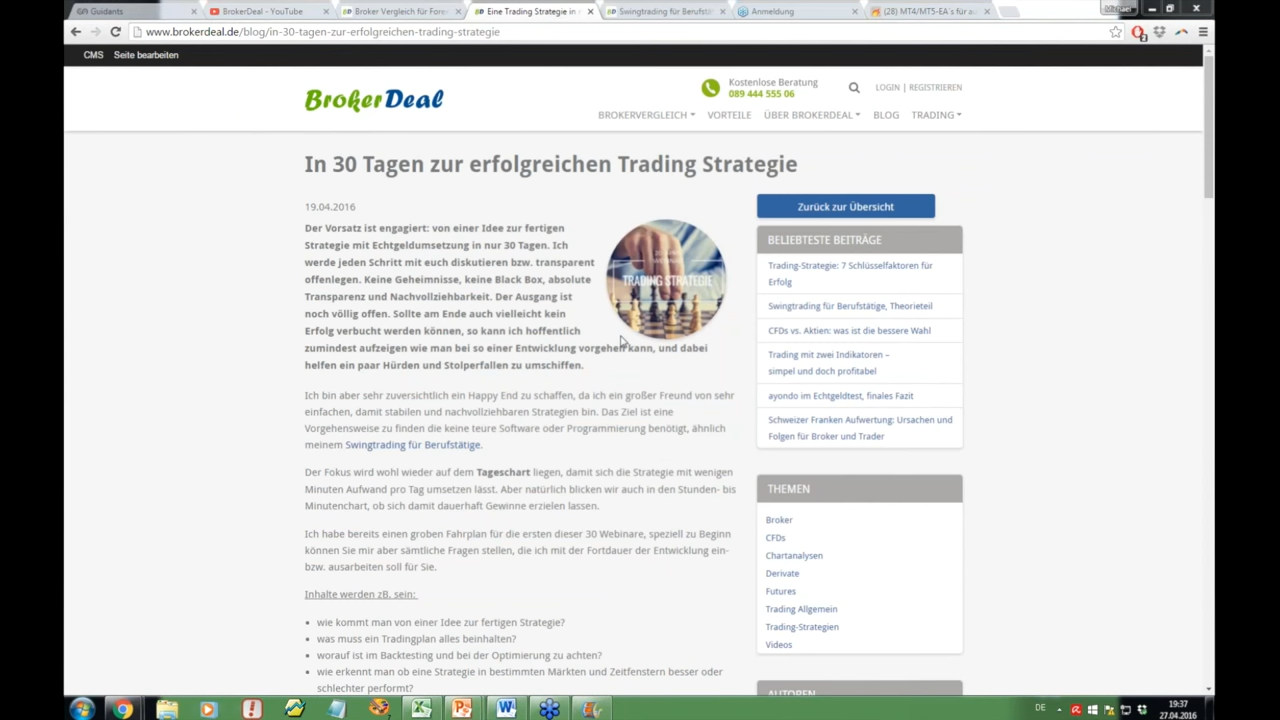 Guidants
BrokerDeal - YouTube
Broker Vergleich für Fore
Eine Trading Strategie in
Swingtrading für Berufstä
Anmeldung
(28) MT4/MT5-EA´s für au
Michael
www.brokerdeal.de/blog/in-30-tagen-zur-erfolgreichen-trading-strategie
CMS Seite bearbeiten
BrokerDeal
Kostenlose Beratung
089 444 555 06
LOGIN | REGISTRIEREN
BROKERVERGLEICH VORTEILE ÜBER BROKERDEAL BLOG TRADING
In 30 Tagen zur erfolgreichen Trading Strategie
19.04.2016
Der Vorsatz ist engagiert: von einer Idee zur fertigen
Strategie mit Echtgeldumsetzung in nur 30 Tagen. Ich
werde jeden Schritt mit euch diskutieren bzw. transparent
offenlegen. Keine Geheimnisse, keine Black Box, absolute
Transparenz und Nachvollziehbarkeit. Der Ausgang ist
noch völlig offen. Sollte am Ende auch vielleicht kein
Erfolg verbucht werden können, so kann ich hoffentlich
zumindest aufzeigen wie man bei so einer Entwicklung vorgehen kann, und dabei
helfen ein paar Hürden und Stolperfallen zu umschiffen.
TRADING STRATEGIE
Ich bin aber sehr zuversichtlich ein Happy End zu schaffen, da ich ein großer Freund von sehr
einfachen, damit stabilen und nachvollziehbaren Strategien bin. Das Ziel ist eine
Vorgehensweise zu finden die keine teure Software oder Programmierung benötigt, ähnlich
meinem Swingtrading für Berufstätige.
Der Fokus wird wohl wieder auf dem Tageschart liegen, damit sich die Strategie mit wenigen
Minuten Aufwand pro Tag umsetzen lässt. Aber natürlich blicken wir auch in den Stunden- bis
Minutenchart, ob sich damit dauerhaft Gewinne erzielen lassen.
Ich habe bereits einen groben Fahrplan für die ersten dieser 30 Webinare, speziell zu Beginn
können Sie mir aber sämtliche Fragen stellen, die ich mit der Fortdauer der Entwicklung ein-
bzw. ausarbeiten soll für Sie.
Inhalte werden zB. sein:
• wie kommt man von einer Idee zur fertigen Strategie?
• was muss ein Tradingplan alles beinhalten?
• worauf ist im Backtesting und bei der Optimierung zu achten?
• wie erkennt man ob eine Strategie in bestimmten Märkten und Zeitfenstern besser oder
schlechter performt?
Zurück zur Übersicht
BELIEBTESTE BEITRÄGE
Trading-Strategie: 7 Schlüsselfaktoren für
Erfolg
Swingtrading für Berufstätige, Theorieteil
CFDs vs. Aktien: was ist die bessere Wahl
Trading mit zwei Indikatoren –
simpel und doch profitabel
ayondo im Echtgeldtest, finales Fazit
Schweizer Franken Aufwertung: Ursachen und
Folgen für Broker und Trader
THEMEN
Broker
CFDs
Chartanalysen
Derivate
Futures
Trading Allgemein
Trading-Strategien
Videos
AUTOREN
DE
19:37
27.04.2016